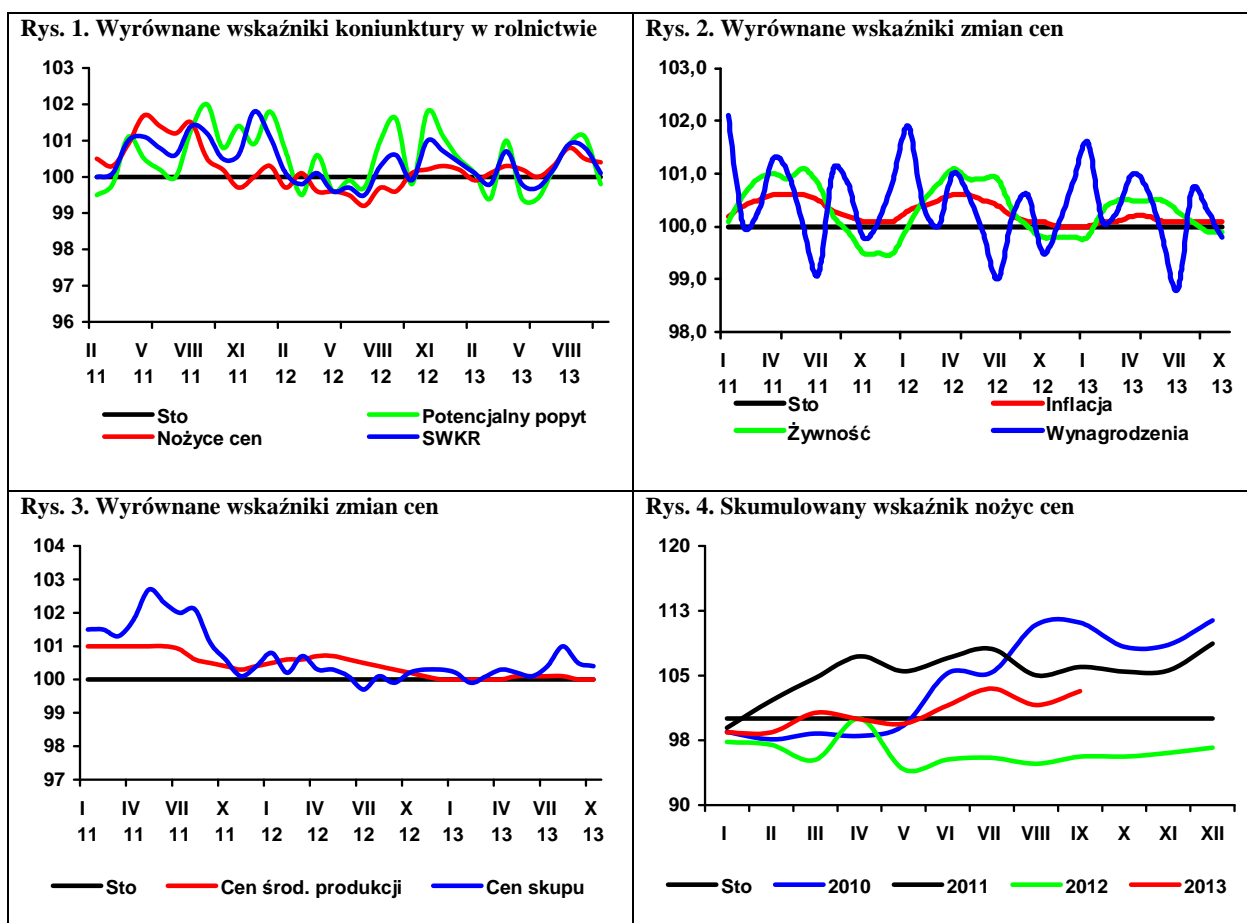 Rys. 1. Wyrównane wskaźniki koniunktury w rolnictwie
103
102
101
100
99
98
97
96
II V VIII XI II V VIII XI II V VIII
11 11 11 11 12 12 12 12 13 13 13
Sto Potencjalny popyt
Nożyce cen SWKR
Rys. 2. Wyrównane wskaźniki zmian cen
103,0
102,0
101,0
100,0
99,0
98,0
I IV VII X I IV VII X I IV VII X
11 11 11 11 12 12 12 12 13 13 13 13
Sto Inflacja
Żywność Wynagrodzenia
Rys. 3. Wyrównane wskaźniki zmian cen
104
103
102
101
100
99
98
97
I IV VII X I IV VII X I IV VII X
11 11 11 11 12 12 12 12 13 13 13 13
Sto Cen środ. produkcji Cen skupu
Rys. 4. Skumulowany wskaźnik nożyc cen
120
113
105
98
90
I II III IV V VI VII VIII IX X XI XII
Sto 2010 2011 2012 2013